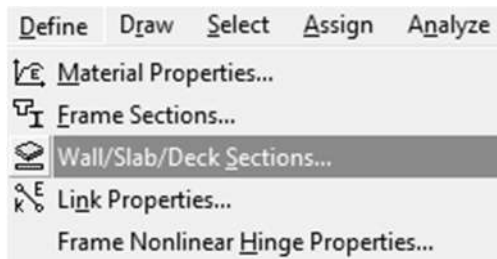 Define Draw Select Assign Analyze
Material Properties...
Frame Sections...
Wall/Slab/Deck Sections...
Link Properties...
Frame Nonlinear Hinge Properties...